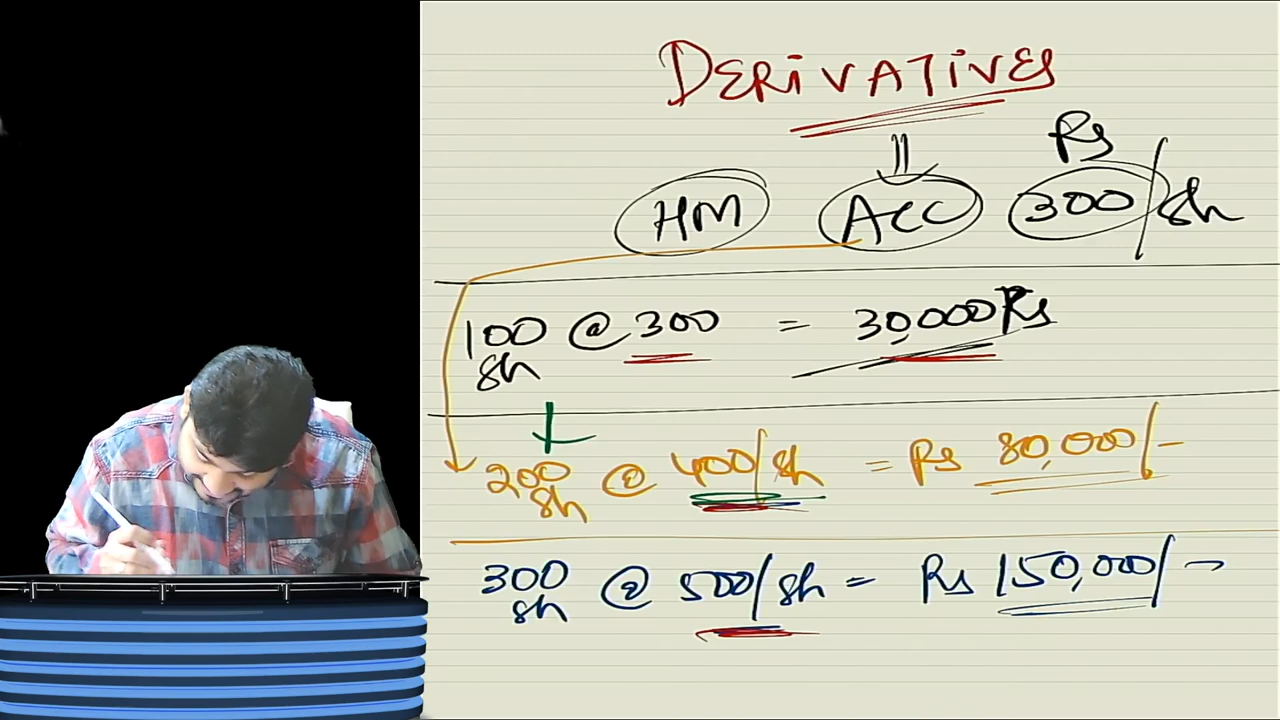 DERIVATIVES
Rs
HM ACC 300/sh
100 @ 300 = 30,000 Rs
sh
200 @ 400/sh = Rs 80,000/-
sh
300 @ 500/sh = Rs 150,000/-
sh